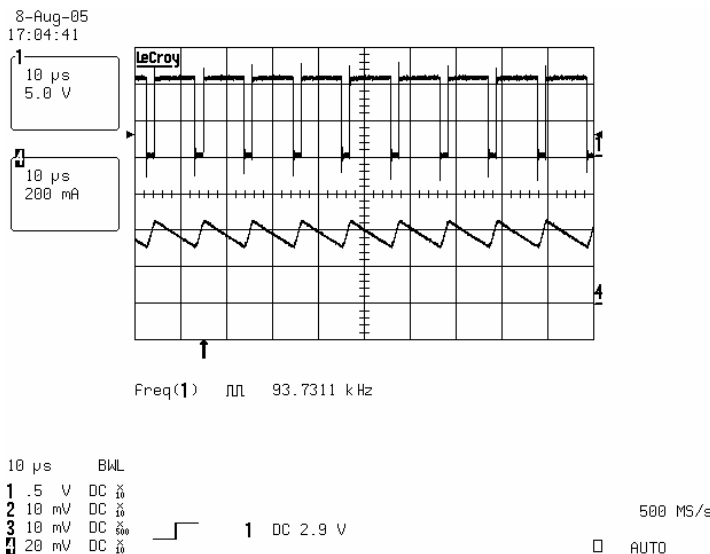 8-Aug-05
17:04:41
1
10 µs
5.0 V
4
10 µs
200 mA
LeCroy
1
4
Freq(1) 93.7311 kHz
10 µs BWL
1 .5 V DC X10
2 10 mV DC X10
3 10 mV DC X500
4 20 mV DC X10
1 DC 2.9 V
500 MS/s
AUTO